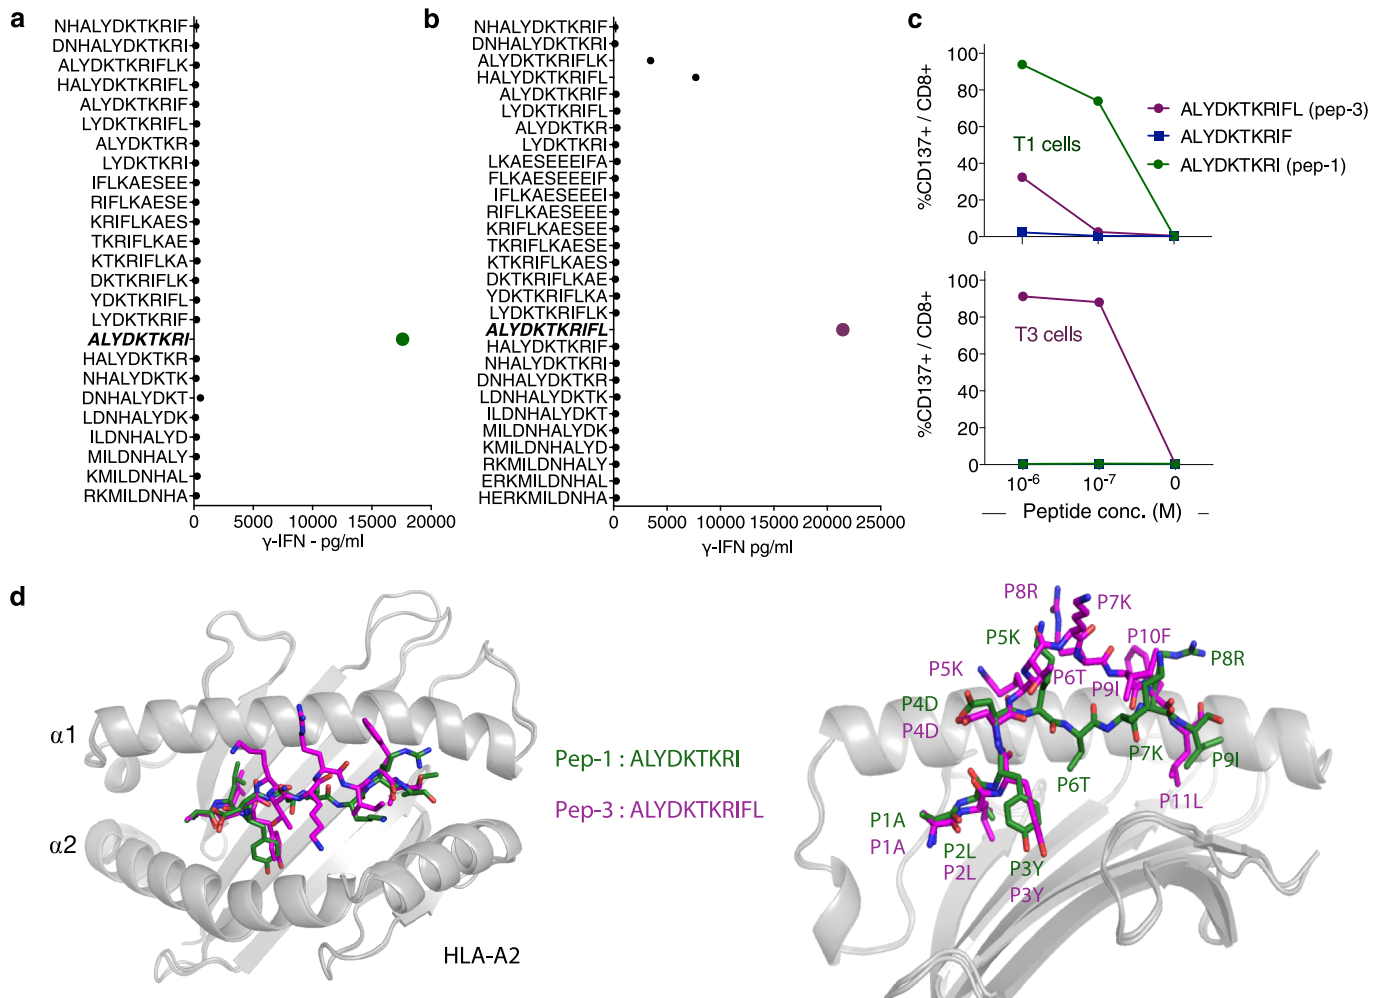 a
NHALYDKTKRIF
DNHALYDKTKRI
ALYDKTKRIFLK
HALYDKTKRIFL
ALYDKTKRIF
LYDKTKRIFL
ALYDKTKR
LYDKTKRI
IFLKAESEE
RIFLKAESE
KRIFLKAES
TKRIFLKAE
KTKRIFLKA
DKTKRIFLK
YDKTKRIFL
LYDKTKRIF
ALYDKTKRI
HALYDKTKR
NHALYDKTK
DNHALYDKT
LDNHALYDK
ILDNHALYD
MILDNHALY
KMILDNHAL
RKMILDNHA
0 5000 10000 15000 20000
γ-IFN - pg/ml
b
NHALYDKTKRIF
DNHALYDKTKRI
ALYDKTKRIFLK
HALYDKTKRIFL
ALYDKTKRIF
LYDKTKRIFL
ALYDKTKR
LYDKTKRI
LKAESEEEIFA
FLKAESEEEIF
IFLKAESEEEI
RIFLKAESEEE
KRIFLKAESEE
TKRIFLKAESE
KTKRIFLKAES
DKTKRIFLKAE
YDKTKRIFLKA
LYDKTKRIFLK
ALYDKTKRIFL
HALYDKTKRIF
NHALYDKTKRI
DNHALYDKTKR
LDNHALYDKTK
ILDNHALYDKT
MILDNHALYDK
KMILDNHALYD
RKMILDNHALY
ERKMILDNHAL
HERKMILDNHA
0 5000 10000 15000 20000 25000
γIFN pg/ml
c
%CD137+ / CD8+
100
80
60
40
20
0
T1 cells
ALYDKTKRIFL (pep-3)
ALYDKTKRIF
ALYDKTKRI (pep-1)
%CD137+ / CD8+
100
80
60
40
20
0
T3 cells
10-6 10-7 0
Peptide conc. (M)
d
α1
α2
HLA-A2
Pep-1 : ALYDKTKRI
Pep-3 : ALYDKTKRIFL
P8R
P7K
P5K
P10F
P8R
P5K
P6T
P9I
P4D
P4D
P7K
P9I
P6T
P11L
P1A
P1A
P2L
P2L
P3Y
P3Y